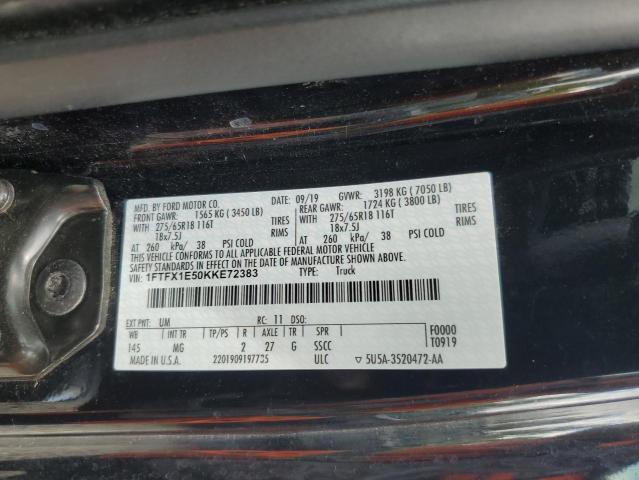 MFD. BY FORD MOTOR CO. 09/19 GVWR: 3198 KG (7050 LB)
FRONT GAWR: 1565 KG (3450 LB) REAR GAWR: 1724 KG (3800 LB)
WITH 275/65R18 116T TIRES WITH 275/65R18 116T TIRES
18x7.5J RIMS 18x7.5J RIMS
AT 260 kPa/ 38 PSI COLD AT 260 kPa/ 38 PSI COLD
THIS VEHICLE CONFORMS TO ALL APPLICABLE FEDERAL MOTOR VEHICLE
SAFETY STANDARDS IN EFFECT ON THE DATE OF MANUFACTURE SHOWN ABOVE.
VIN: 1FTFX1E50KKE72383 TYPE: Truck
EXT PNT: UM RC: 11 DSO: F0000
WB INT TR TP/PS R AXLE TR SPR T0919
145 MG 2 27 G SSCC
MADE IN U.S.A. 2201909197735 ULC ▽ 5U5A-3520472-AA